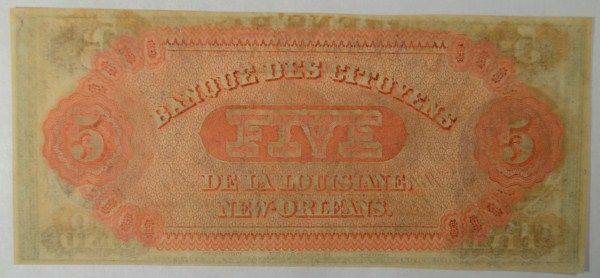 BANQUE DES CITOYENS
5 FIVE 5
DE LA LOUISIANE,
NEW-ORLEANS.